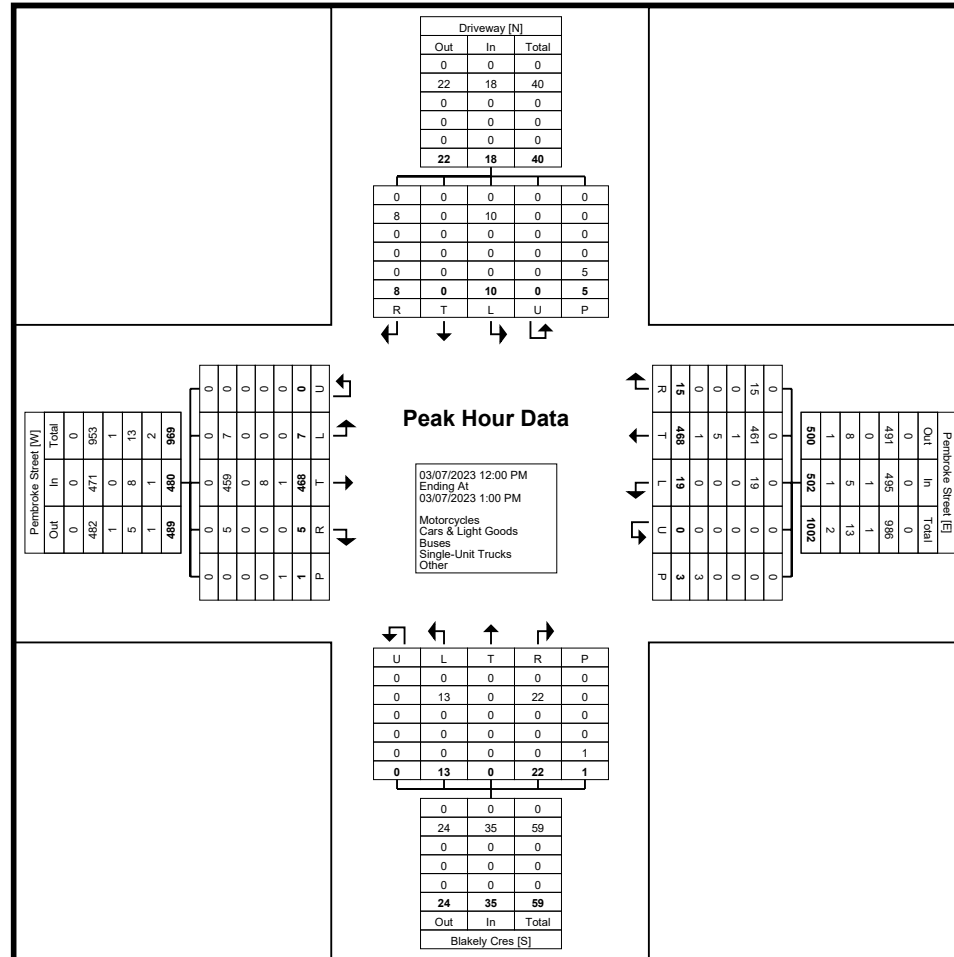 Driveway [N]
Out In Total
0 0 0
22 18 40
0 0 0
0 0 0
0 0 0
22 18 40
0 0 0 0 0
8 0 10 0 0
0 0 0 0 0
0 0 0 0 0
0 0 0 0 5
8 0 10 0 5
R T L U P
Pembroke Street [W]
Out In Total
0 0 0
482 471 953
1 0 1
5 8 13
1 1 2
489 480 969
0 0 0 0 0
0 5 459 7 0
0 0 0 0 0
0 0 8 0 0
1 0 1 0 0
1 5 468 7 0
P R T L U
Peak Hour Data
03/07/2023 12:00 PM
Ending At
03/07/2023 1:00 PM
Motorcycles
Cars & Light Goods
Buses
Single-Unit Trucks
Other
Pembroke Street [E]
Out In Total
0 0 0
491 495 986
0 1 1
8 5 13
1 1 2
500 502 1002
0 0 0 0 0
15 461 19 0 0
0 1 0 0 0
0 5 0 0 0
0 1 0 0 3
15 468 19 0 3
R T L U P
U L T R P
0 0 0 0 0
0 13 0 22 0
0 0 0 0 0
0 0 0 0 0
0 0 0 0 1
0 13 0 22 1
0 0 0
24 35 59
0 0 0
0 0 0
0 0 0
24 35 59
Out In Total
Blakely Cres [S]